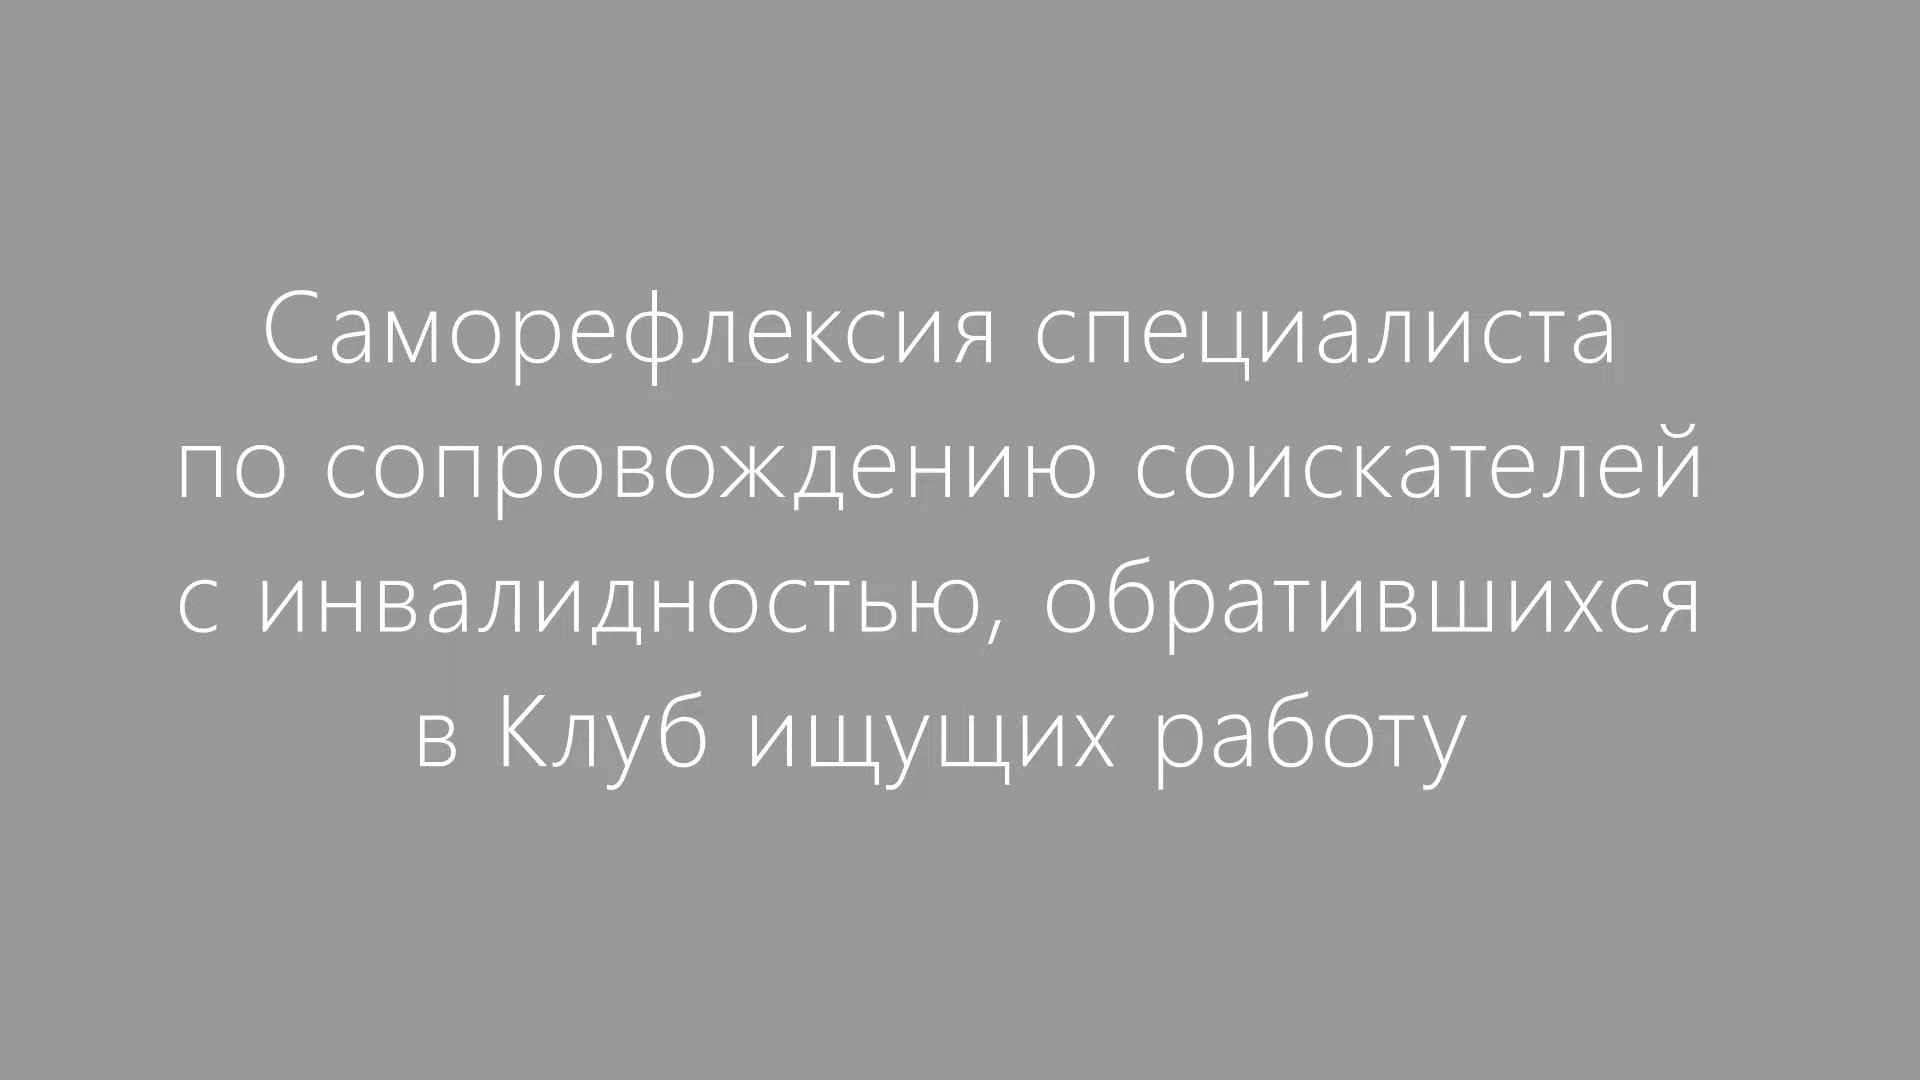 Саморефлексия специалиста
по сопровождению соискателей
с инвалидностью, обратившихся
в Клуб ищущих работу